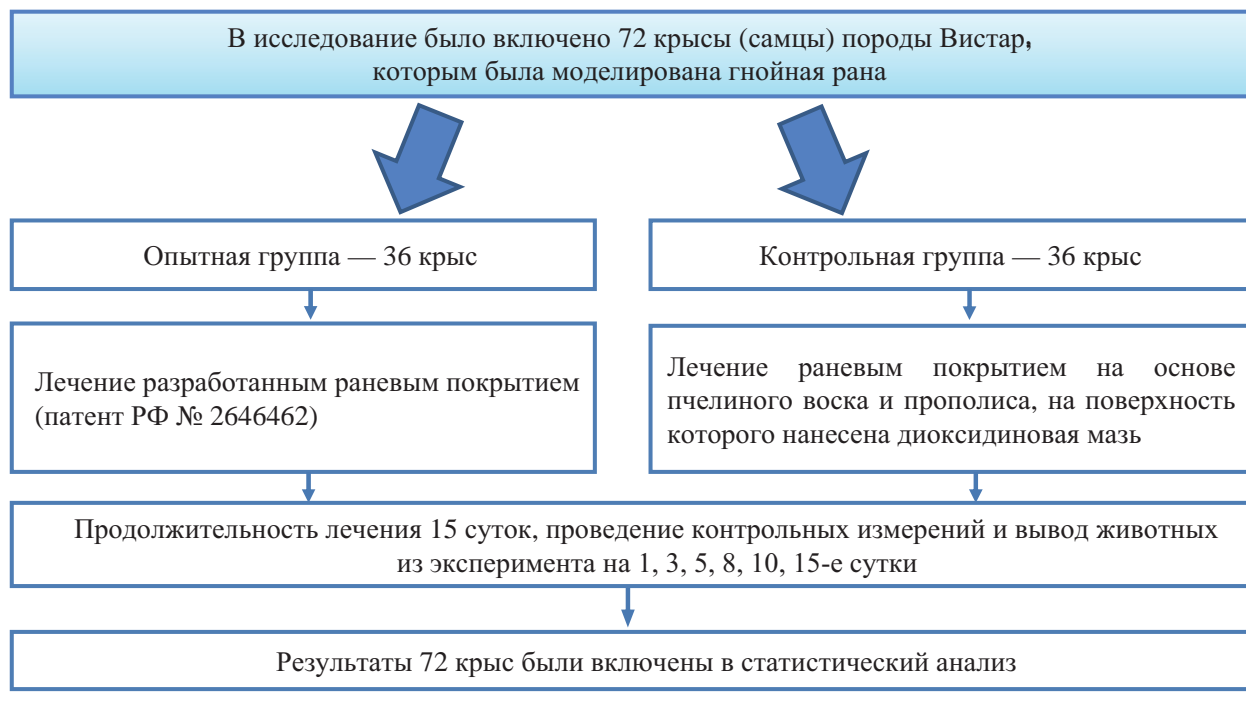 В исследование было включено 72 крысы (самцы) породы Вистар,
которым была моделирована гнойная рана
Опытная группа — 36 крыс
Контрольная группа — 36 крыс
Лечение разработанным раневым покрытием
(патент РФ № 2646462)
Лечение раневым покрытием на основе
пчелиного воска и прополиса, на поверхность
которого нанесена диоксидиновая мазь
Продолжительность лечения 15 суток, проведение контрольных измерений и вывод животных
из эксперимента на 1, 3, 5, 8, 10, 15-е сутки
Результаты 72 крыс были включены в статистический анализ